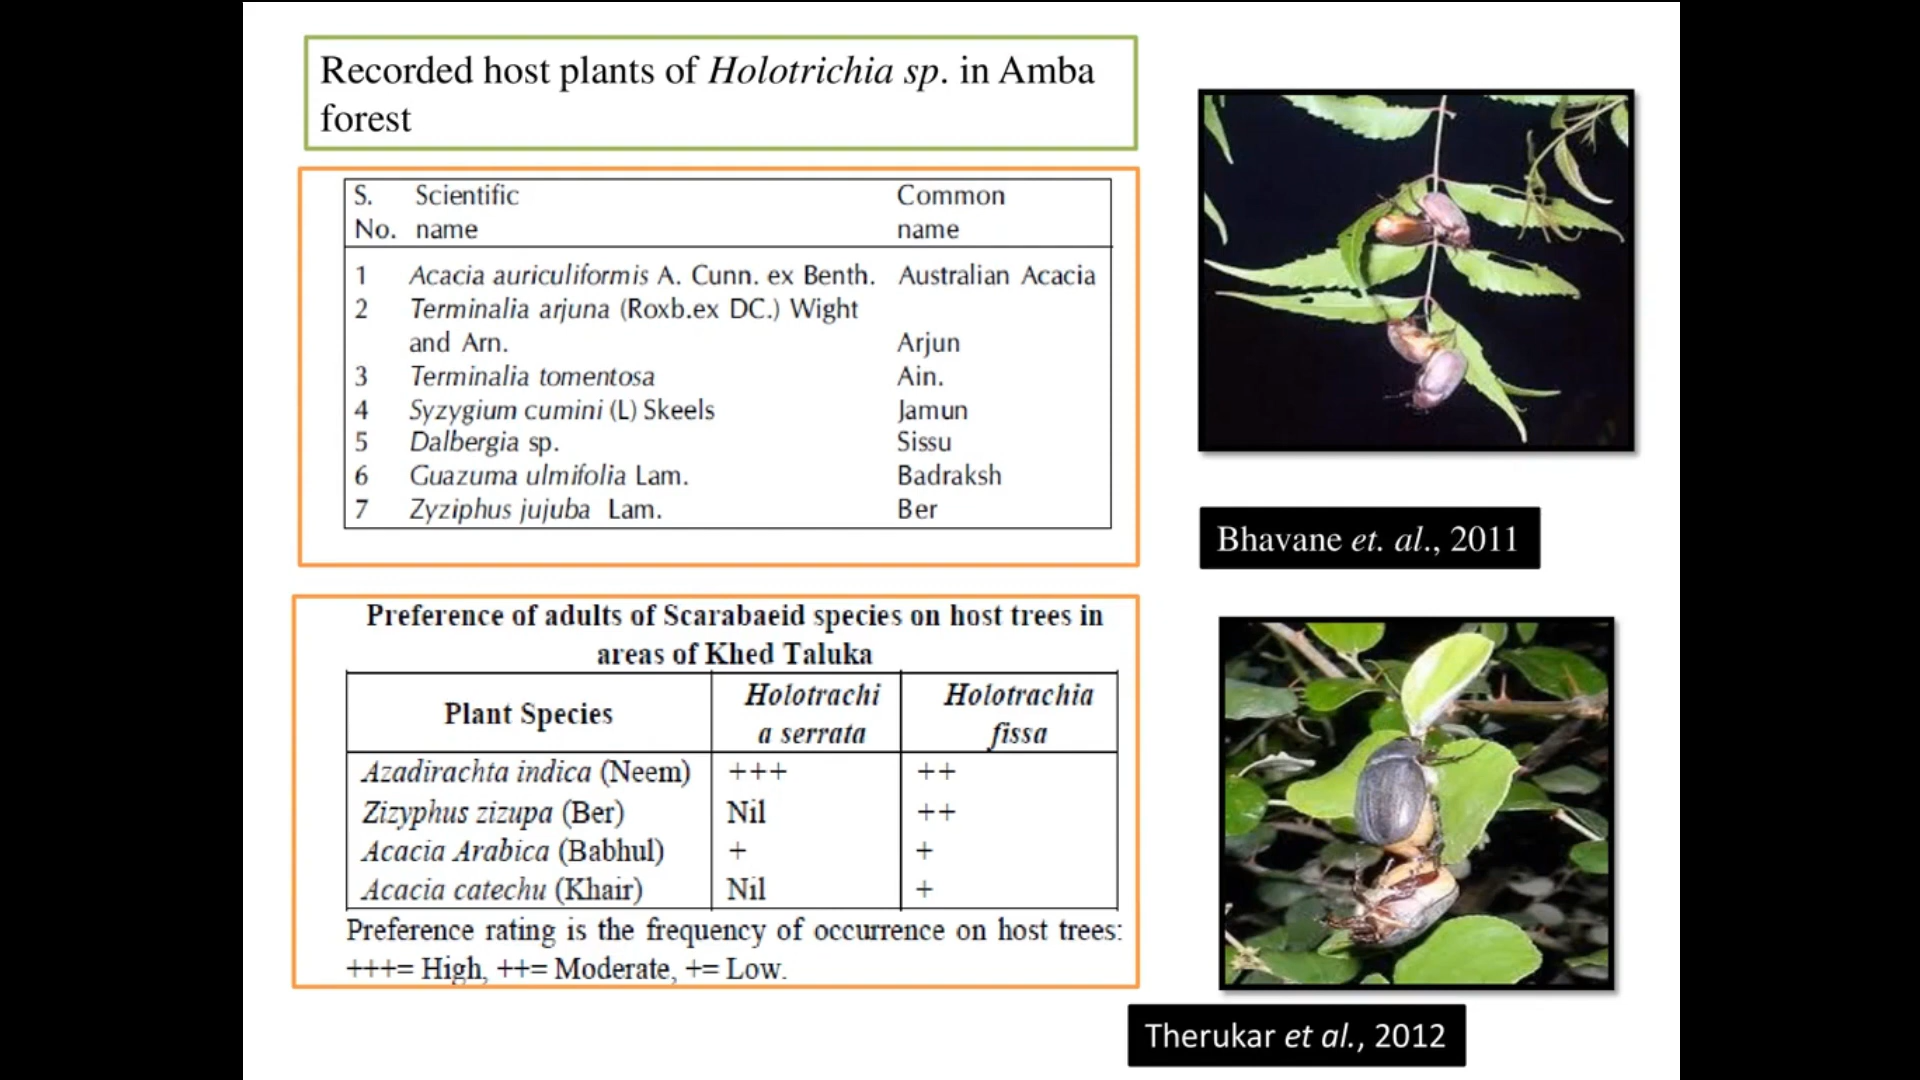 Recorded host plants of Holotrichia sp. in Amba
forest
S. Scientific Common
No. name name
1 Acacia auriculiformis A. Cunn. ex Benth. Australian Acacia
2 Terminalia arjuna (Roxb.ex DC.) Wight
and Arn. Arjun
3 Terminalia tomentosa Ain.
4 Syzygium cumini (L) Skeels Jamun
5 Dalbergia sp. Sissu
6 Guazuma ulmifolia Lam. Badraksh
7 Zyziphus jujuba Lam. Ber
Bhavane et. al., 2011
Preference of adults of Scarabaeid species on host trees in
areas of Khed Taluka
Plant Species Holotrachi Holotrachia
a serrata fissa
Azadirachta indica (Neem) +++ ++
Zizyphus zizupa (Ber) Nil ++
Acacia Arabica (Babhul) + +
Acacia catechu (Khair) Nil +
Preference rating is the frequency of occurrence on host trees:
+++= High, ++= Moderate, += Low.
Therukar et al., 2012